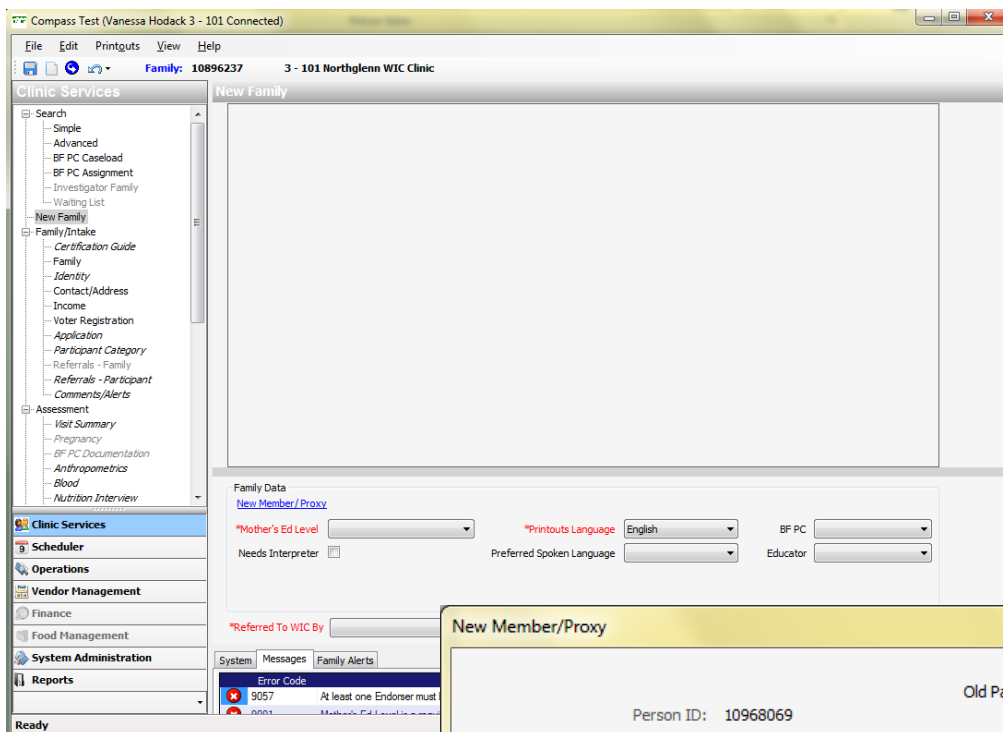 Compass Test (Vanessa Hodack 3 - 101 Connected)
File Edit Printouts View Help
Family: 10896237 3 - 101 Northglenn WIC Clinic
Clinic Services
New Family
Search
Simple
Advanced
BF PC Caseload
BF PC Assignment
Investigator Family
Waiting List
New Family
Family/Intake
Certification Guide
Family
Identity
Contact/Address
Income
Voter Registration
Application
Participant Category
Referrals - Family
Referrals - Participant
Comments/Alerts
Assessment
Visit Summary
Pregnancy
BF PC Documentation
Anthropometrics
Blood
Nutrition Interview
Clinic Services
Scheduler
Operations
Vendor Management
Finance
Food Management
System Administration
Reports
Ready
Family Data
New Member/Proxy
*Mother's Ed Level *Printouts Language English BF PC
Needs Interpreter Preferred Spoken Language Educator
*Referred To WIC By
System Messages Family Alerts
Error Code
9057 At least one Endorser must
New Member/Proxy
Old Pa
Person ID: 10968069